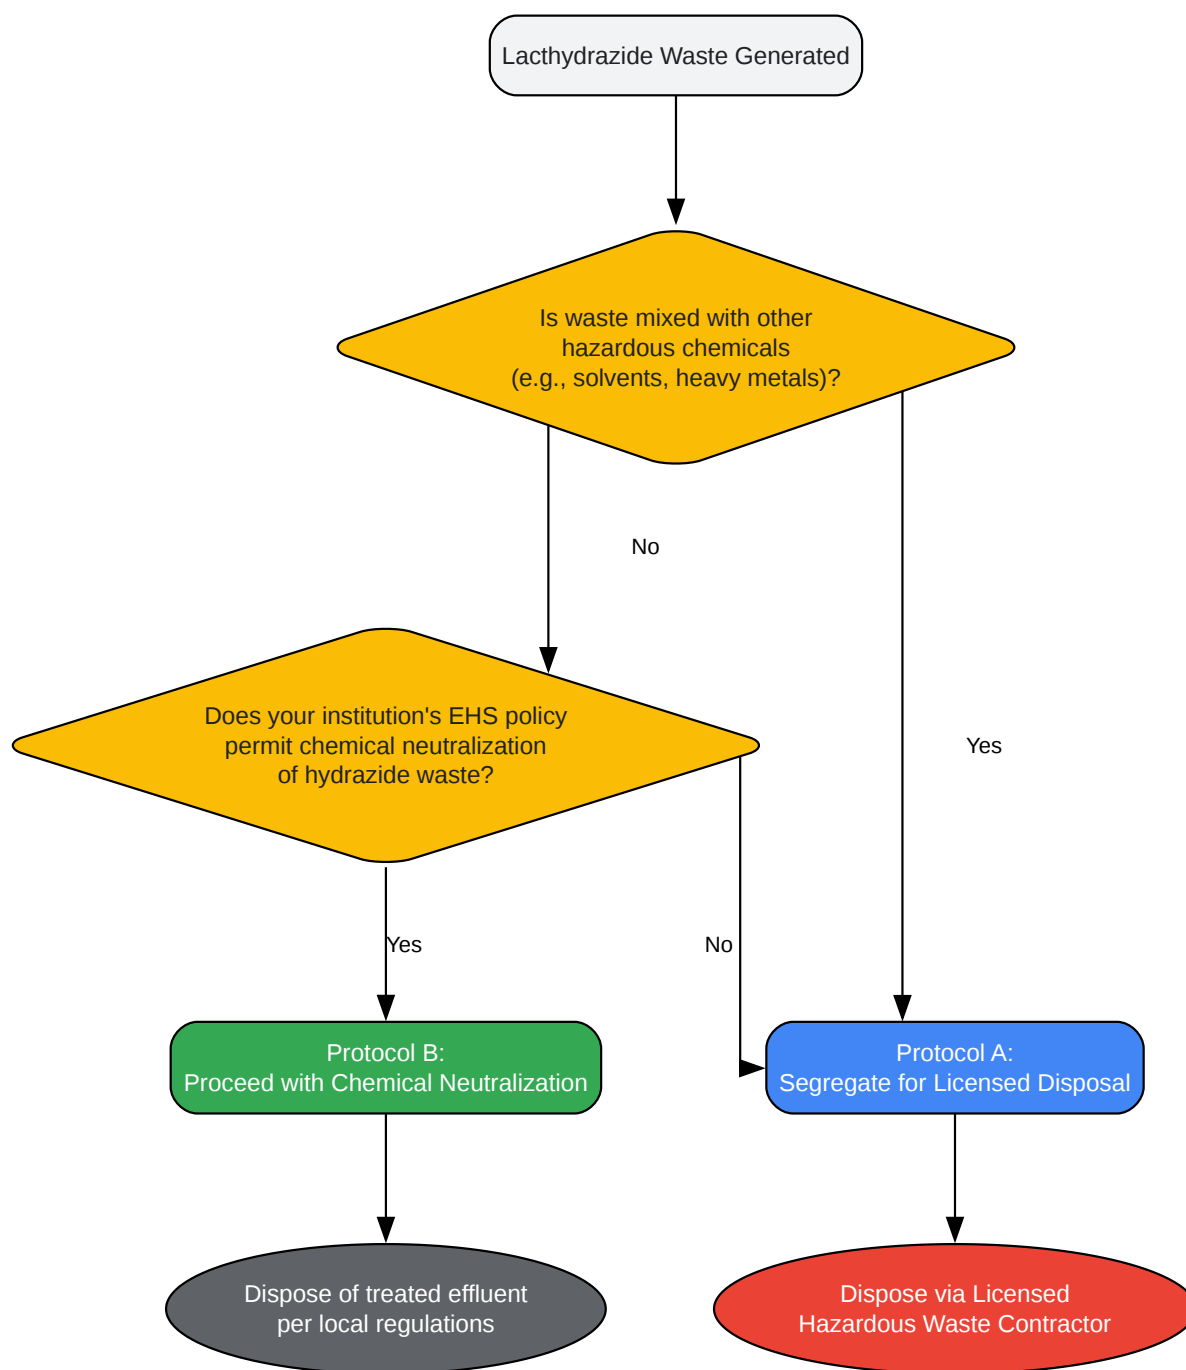 Lacthydrazide Waste Generated
Is waste mixed with other
hazardous chemicals
(e.g., solvents, heavy metals)?
No
Does your institution's EHS policy
permit chemical neutralization
of hydrazide waste?
Yes
Yes
No
Protocol B:
Proceed with Chemical Neutralization
Protocol A:
Segregate for Licensed Disposal
Dispose of treated effluent
per local regulations
Dispose via Licensed
Hazardous Waste Contractor